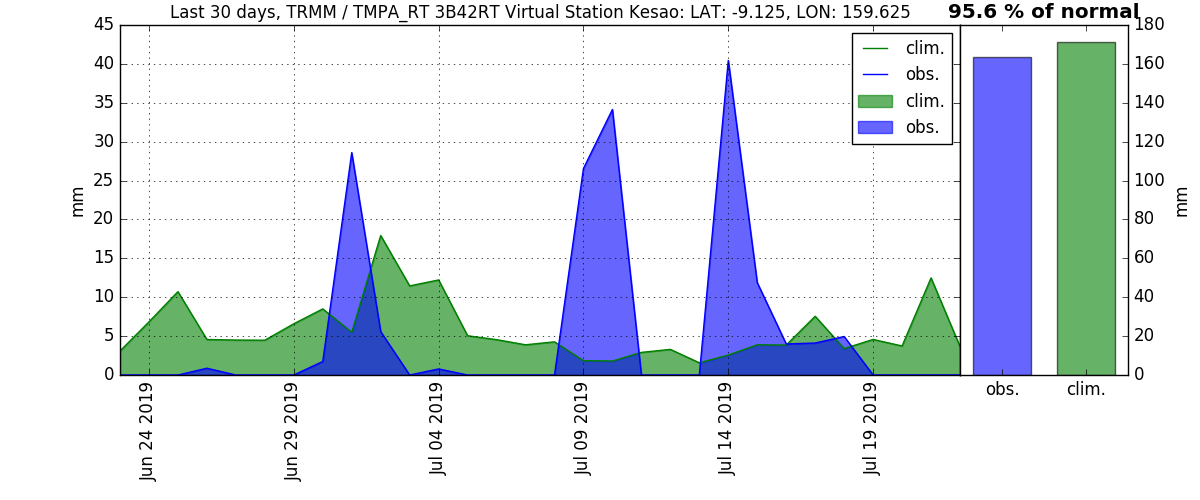 Last 30 days, TRMM / TMPA_RT 3B42RT Virtual Station Kesao: LAT: -9.125, LON: 159.625
95.6 % of normal
45
40
35
30
25
20
15
10
5
0
mm
clim.
obs.
clim.
obs.
Jun 24 2019
Jun 29 2019
Jul 04 2019
Jul 09 2019
Jul 14 2019
Jul 19 2019
180
160
140
120
100
80
60
40
20
0
mm
obs.
clim.